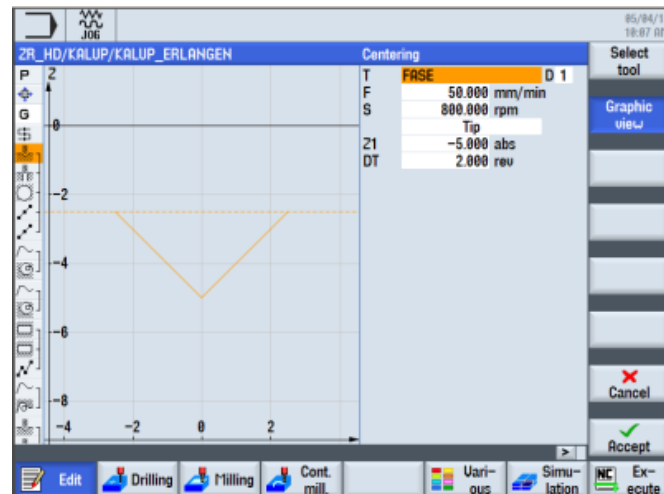 JOG
05/04/1
10:07 AM
ZR_HD/KALUP/KALUP_ERLANGEN
Centering
Select tool
P
Z
T FASE D 1
F 50.000 mm/min
S 800.000 rpm
Tip
Z1 -5.000 abs
DT 2.000 rev
Graphic view
G
0
-2
-4
-6
-8
-4 -2 0 2
Cancel
Accept
>
Edit
Drilling
Milling
Cont. mill.
Vari- ous
Simu- lation
NC
Ex- ecute